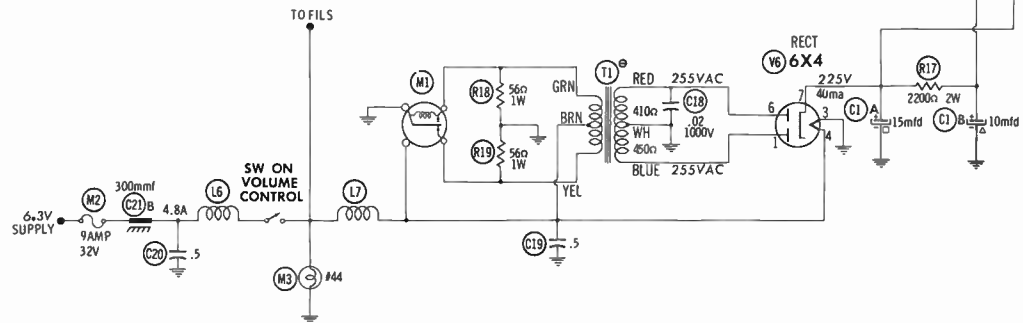 TO FILS
RECT
V6 6X4
M1
R18
56Ω
1W
R19
56Ω
1W
GRN
BRN
YEL
T1
RED
255VAC
410Ω
WH
450Ω
BLUE
255VAC
C18
.02
1000V
6
1
7
3
4
225V
40ma
R17
2200Ω 2W
C1 A
15mfd
C1 B
10mfd
6.3V
SUPPLY
M2
9AMP
32V
300mmf
C21 B
4.8A
C20 .5
L6
SW ON
VOLUME
CONTROL
L7
M3 #44
C19 .5